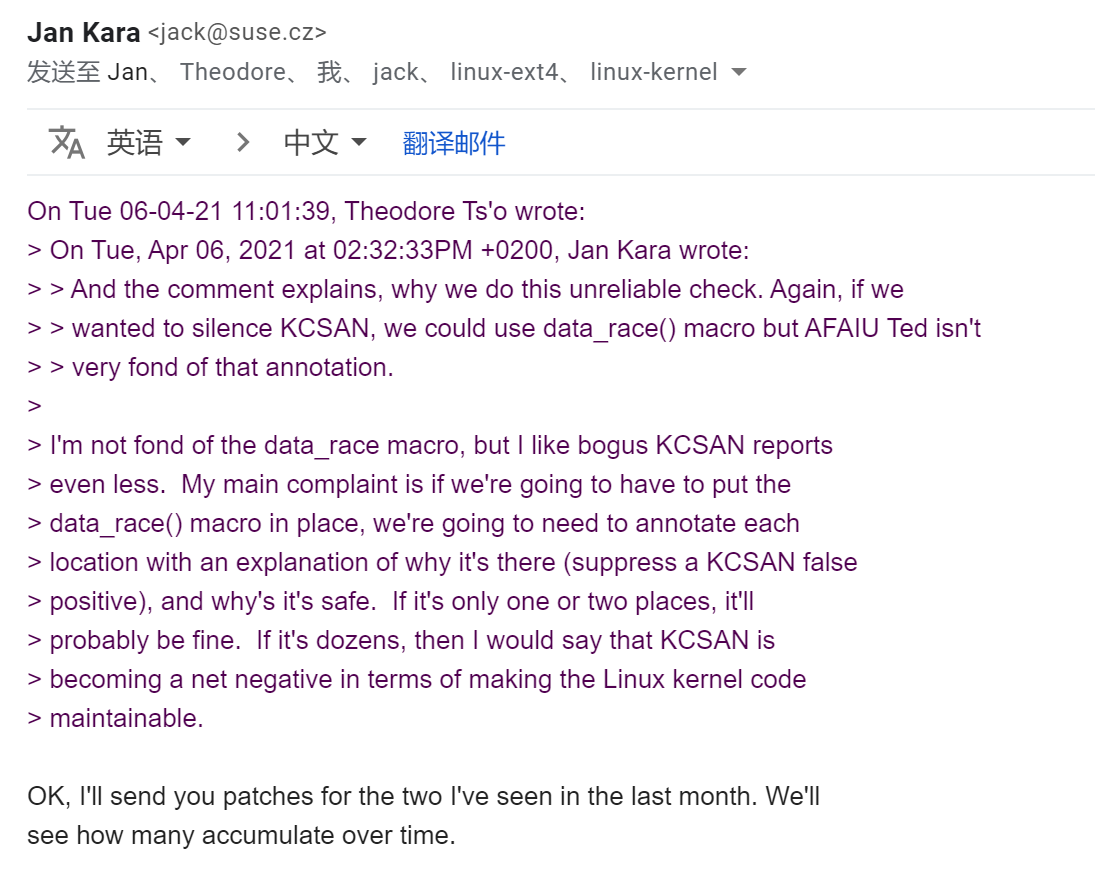 Jan Kara <jack@suse.cz>
发送至 Jan、 Theodore、 我、 jack、 linux-ext4、 linux-kernel
英语 > 中文 翻译邮件
On Tue 06-04-21 11:01:39, Theodore Ts'o wrote:
> On Tue, Apr 06, 2021 at 02:32:33PM +0200, Jan Kara wrote:
> > And the comment explains, why we do this unreliable check. Again, if we
> > wanted to silence KCSAN, we could use data_race() macro but AFAIU Ted isn't
> > very fond of that annotation.
>
> I'm not fond of the data_race macro, but I like bogus KCSAN reports
> even less.  My main complaint is if we're going to have to put the
> data_race() macro in place, we're going to need to annotate each
> location with an explanation of why it's there (suppress a KCSAN false
> positive), and why's it's safe.  If it's only one or two places, it'll
> probably be fine.  If it's dozens, then I would say that KCSAN is
> becoming a net negative in terms of making the Linux kernel code
> maintainable.
OK, I'll send you patches for the two I've seen in the last month. We'll
see how many accumulate over time.